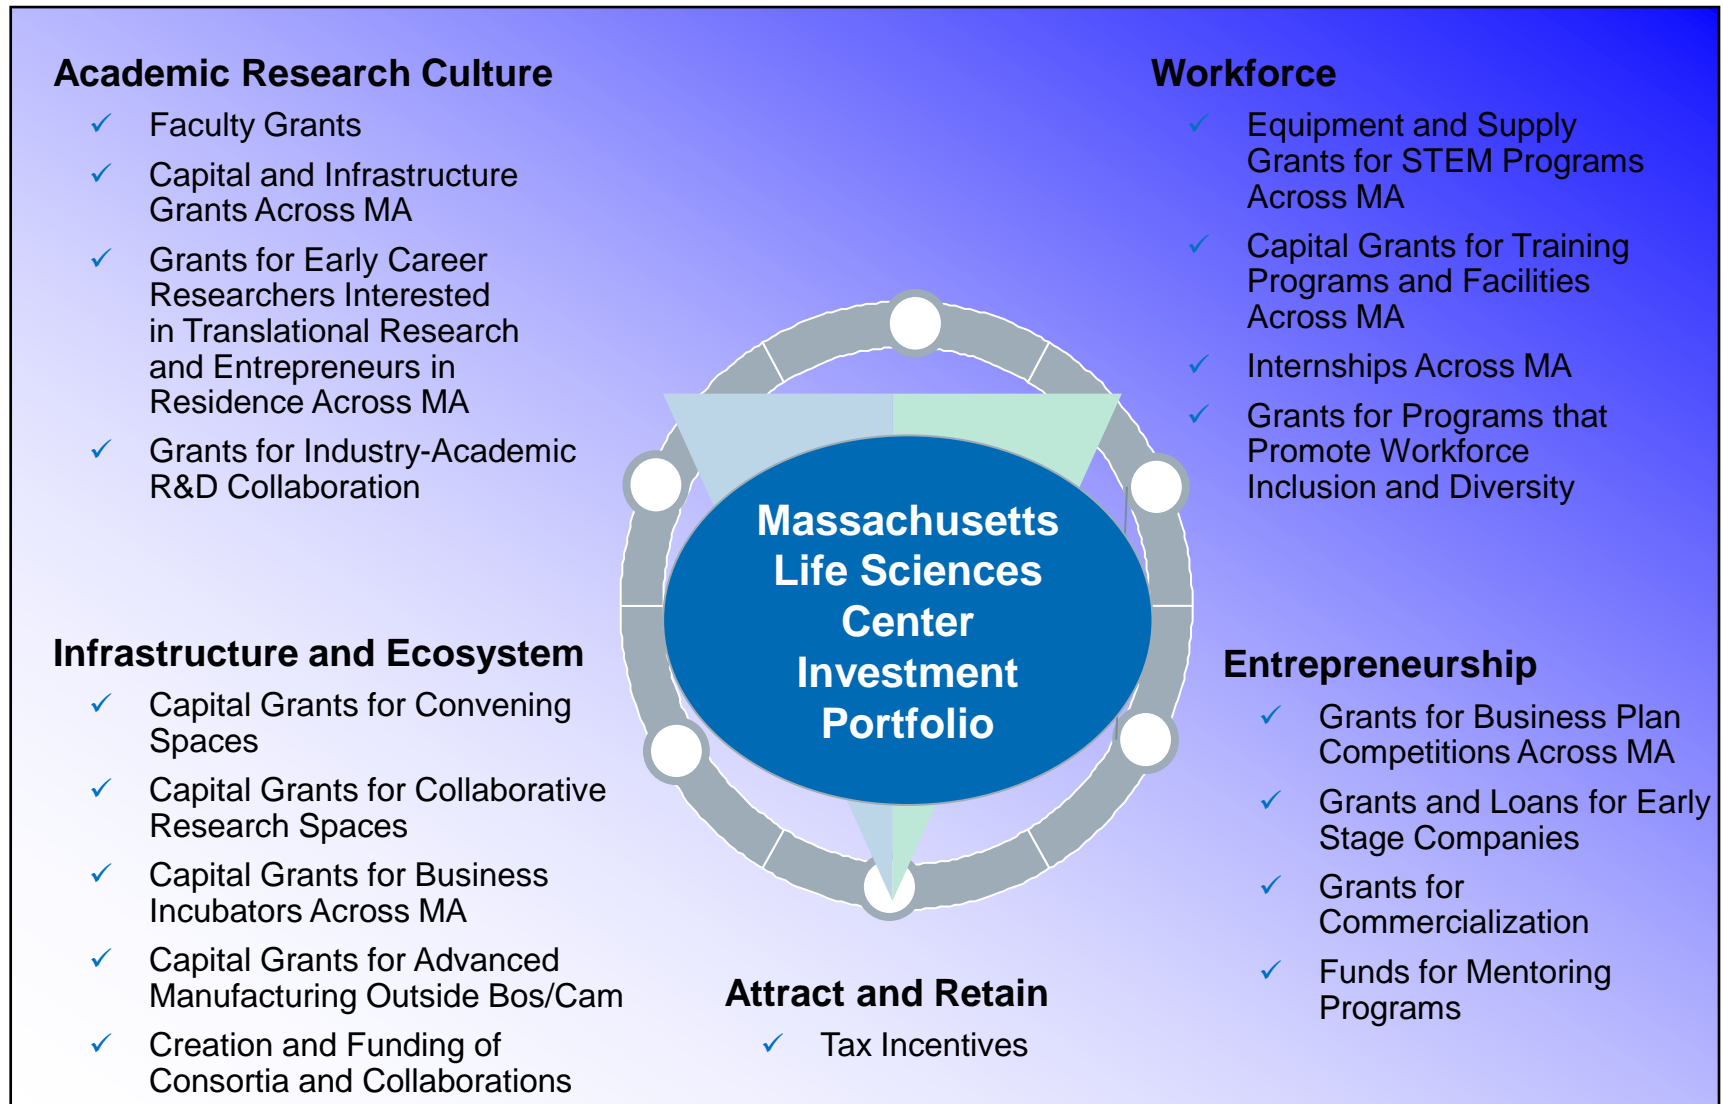 Academic Research Culture
✓ Faculty Grants
✓ Capital and Infrastructure
Grants Across MA
✓ Grants for Early Career
Researchers Interested
in Translational Research
and Entrepreneurs in
Residence Across MA
✓ Grants for Industry-Academic
R&D Collaboration
Workforce
✓ Equipment and Supply
Grants for STEM Programs
Across MA
✓ Capital Grants for Training
Programs and Facilities
Across MA
✓ Internships Across MA
✓ Grants for Programs that
Promote Workforce
Inclusion and Diversity
Massachusetts
Life Sciences
Center
Investment
Portfolio
Infrastructure and Ecosystem
✓ Capital Grants for Convening
Spaces
✓ Capital Grants for Collaborative
Research Spaces
✓ Capital Grants for Business
Incubators Across MA
✓ Capital Grants for Advanced
Manufacturing Outside Bos/Cam
✓ Creation and Funding of
Consortia and Collaborations
Attract and Retain
✓ Tax Incentives
Entrepreneurship
✓ Grants for Business Plan
Competitions Across MA
✓ Grants and Loans for Early
Stage Companies
✓ Grants for
Commercialization
✓ Funds for Mentoring
Programs